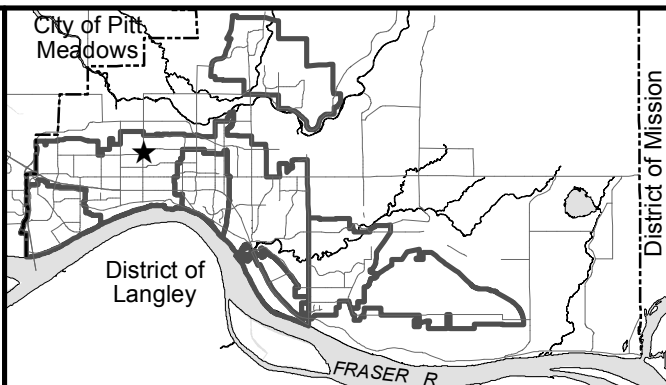 City of Pitt
Meadows
District of Mission
District of
Langley
FRASER R